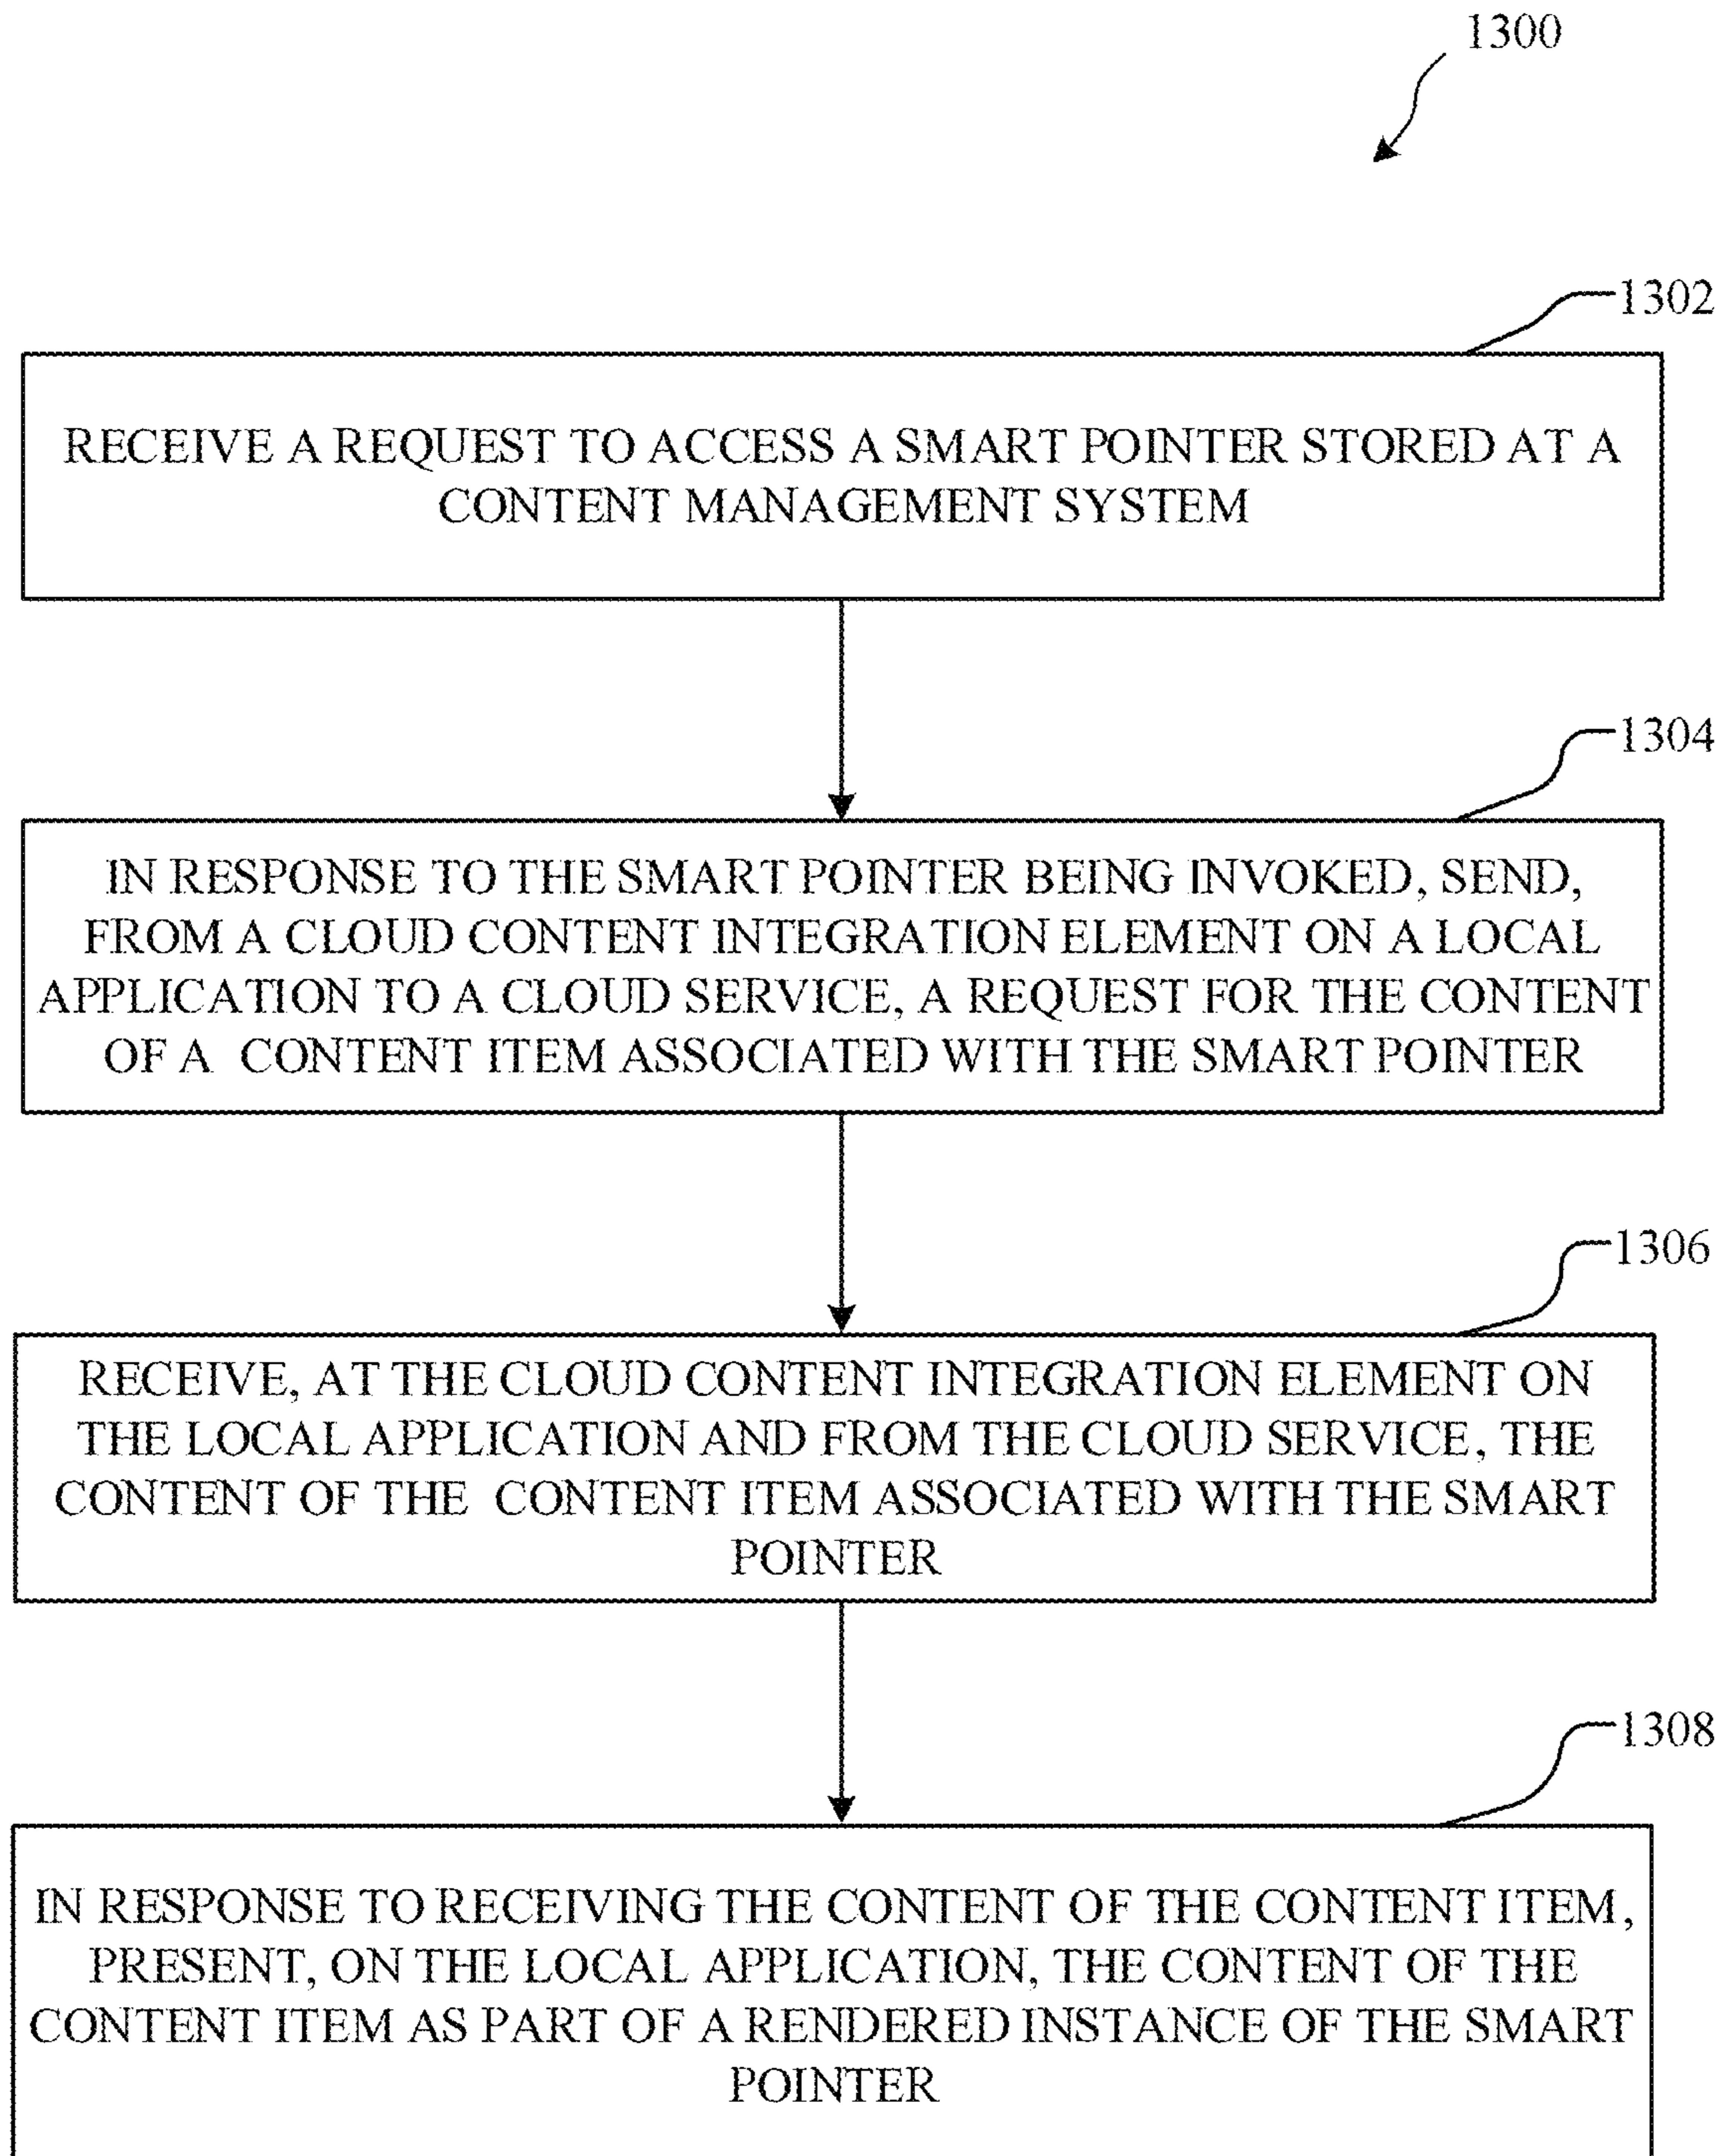 1300
1302
RECEIVE A REQUEST TO ACCESS A SMART POINTER STORED AT A
CONTENT MANAGEMENT SYSTEM
1304
IN RESPONSE TO THE SMART POINTER BEING INVOKED, SEND,
FROM A CLOUD CONTENT INTEGRATION ELEMENT ON A LOCAL
APPLICATION TO A CLOUD SERVICE, A REQUEST FOR THE CONTENT
OF A CONTENT ITEM ASSOCIATED WITH THE SMART POINTER
1306
RECEIVE, AT THE CLOUD CONTENT INTEGRATION ELEMENT ON
THE LOCAL APPLICATION AND FROM THE CLOUD SERVICE, THE
CONTENT OF THE CONTENT ITEM ASSOCIATED WITH THE SMART
POINTER
1308
IN RESPONSE TO RECEIVING THE CONTENT OF THE CONTENT ITEM,
PRESENT, ON THE LOCAL APPLICATION, THE CONTENT OF THE
CONTENT ITEM AS PART OF A RENDERED INSTANCE OF THE SMART
POINTER